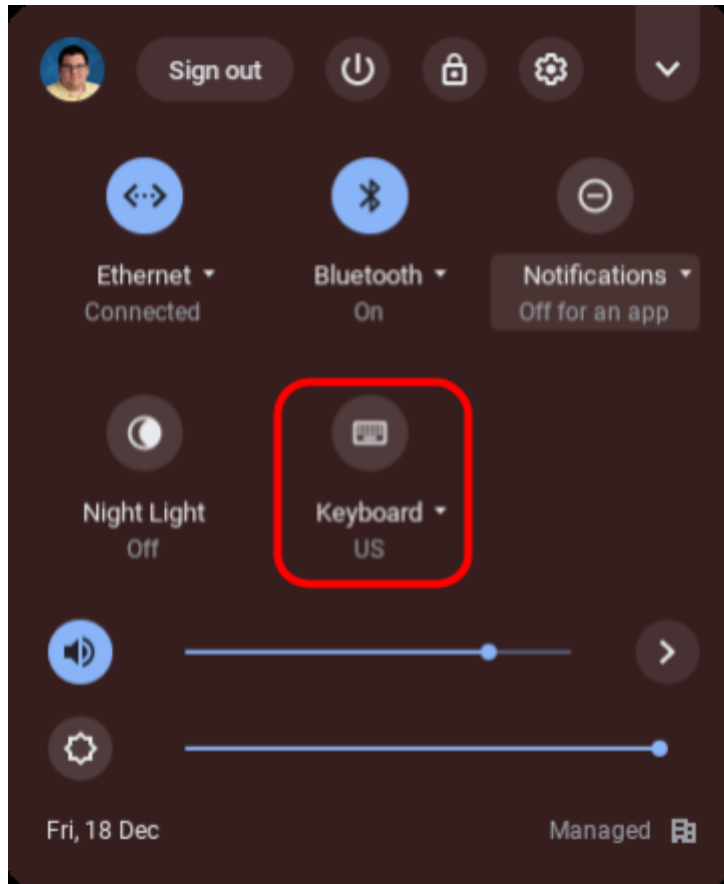 Sign out
Ethernet
Connected
Bluetooth
On
Notifications
Off for an app
Night Light
Off
Keyboard
US
Fri, 18 Dec
Managed